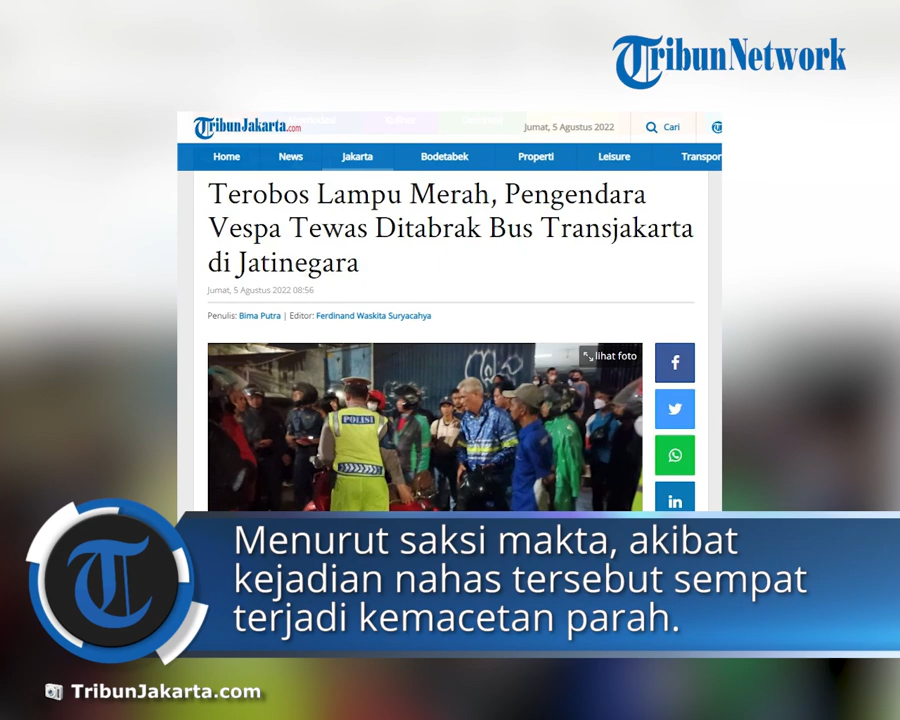 TribunNetwork
TribunJakarta.com
Jumat, 5 Agustus 2022
Cari
Home News Jakarta Bodetabek Properti Leisure Transpor
Terobos Lampu Merah, Pengendara
Vespa Tewas Ditabrak Bus Transjakarta
di Jatinegara
Jumat, 5 Agustus 2022 08:56
Penulis: Bima Putra | Editor: Ferdinand Waskita Suryacahya
lihat foto
POLISI
Menurut saksi makta, akibat
kejadian nahas tersebut sempat
terjadi kemacetan parah.
TribunJakarta.com